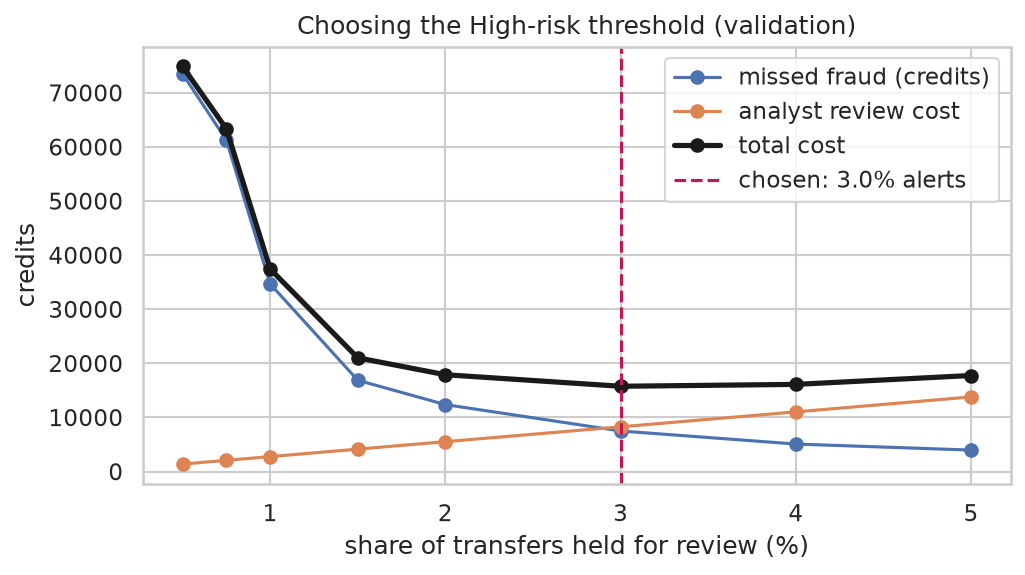 Choosing the High-risk threshold (validation)
credits
70000
60000
50000
40000
30000
20000
10000
0
missed fraud (credits)
analyst review cost
total cost
chosen: 3.0% alerts
1
2
3
4
5
share of transfers held for review (%)